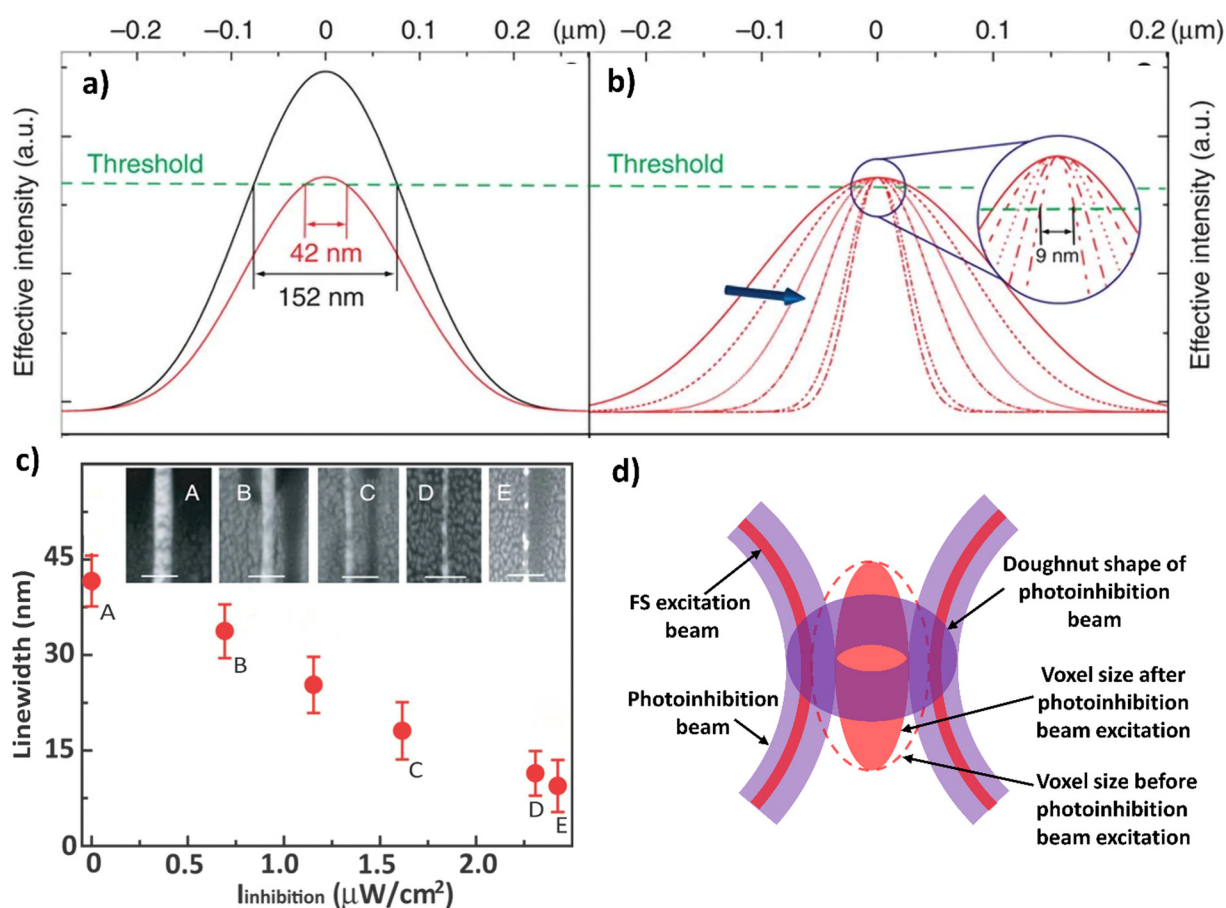 −0.2 −0.1 0 0.1 0.2 (μm)
−0.2 −0.1 0 0.1 0.2 (μm)
a)
b)
Effective intensity (a.u.)
Threshold
42 nm
152 nm
Threshold
9 nm
Effective intensity (a.u.)
c)
A
B
C
D
E
Linewidth (nm)
45
30
15
0
A
B
C
D
E
0 0.5 1.0 1.5 2.0
Iinhibition (μW/cm²)
d)
FS excitation
beam
Photoinhibition
beam
Doughnut shape of
photoinhibition
beam
Voxel size after
photoinhibition
beam excitation
Voxel size before
photoinhibition
beam excitation